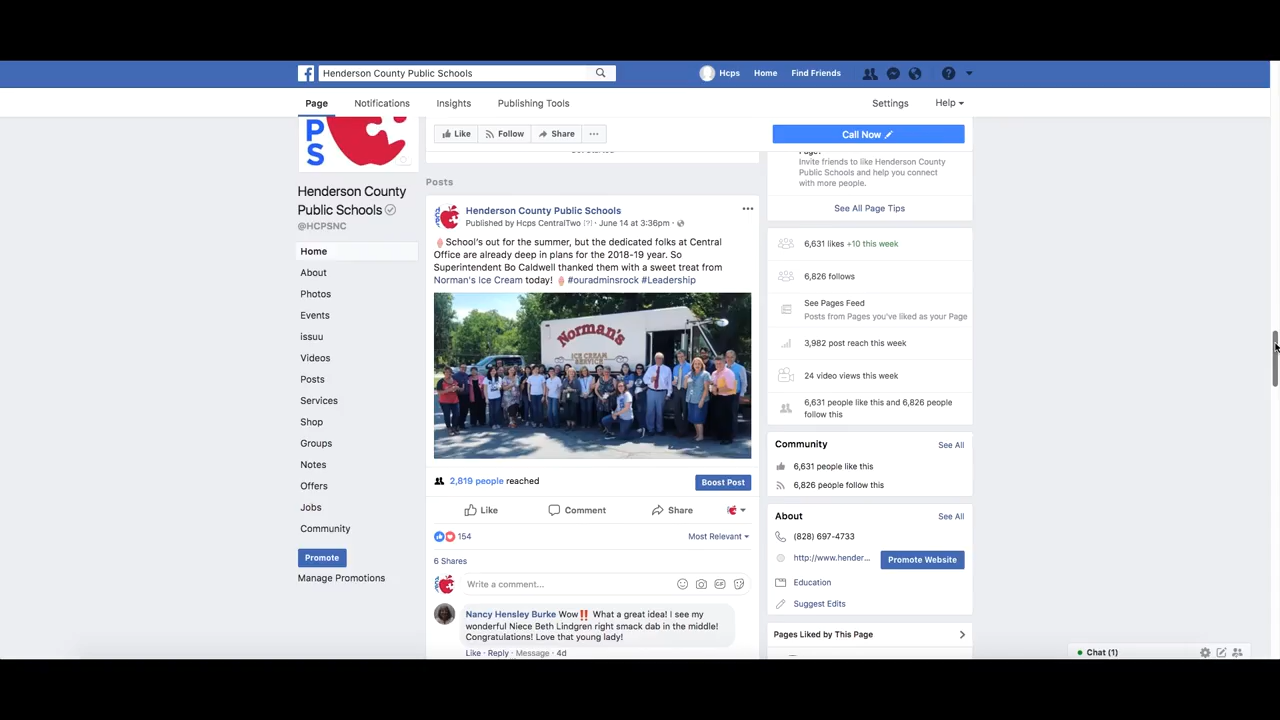 Henderson County Public Schools
Hcps
Home
Find Friends
Page
Notifications
Insights
Publishing Tools
Settings
Help
P
S
Like
Follow
Share
Call Now
Henderson County
Public Schools
@HCPSNC
Home
About
Photos
Events
issuu
Videos
Posts
Services
Shop
Groups
Notes
Offers
Jobs
Community
Promote
Manage Promotions
Posts
Henderson County Public Schools
Published by Hcps CentralTwo [?] · June 14 at 3:36pm ·
School's out for the summer, but the dedicated folks at Central
Office are already deep in plans for the 2018-19 year. So
Superintendent Bo Caldwell thanked them with a sweet treat from
Norman's Ice Cream today! #ouradminsrock #Leadership
Norman's
ICE CREAM
SERVICE
2,819 people reached
Boost Post
Like
Comment
Share
154
Most Relevant
6 Shares
Write a comment...
GIF
Nancy Hensley Burke Wow‼ What a great idea! I see my
wonderful Niece Beth Lindgren right smack dab in the middle!
Congratulations! Love that young lady!
Like · Reply · Message · 4d
Invite friends to like Henderson County
Public Schools and help you connect
with more people.
See All Page Tips
6,631 likes +10 this week
6,826 follows
See Pages Feed
Posts from Pages you've liked as your Page
3,982 post reach this week
24 video views this week
6,631 people like this and 6,826 people
follow this
Community
See All
6,631 people like this
6,826 people follow this
About
See All
(828) 697-4733
http://www.hender...
Promote Website
Education
Suggest Edits
Pages Liked by This Page
Chat (1)